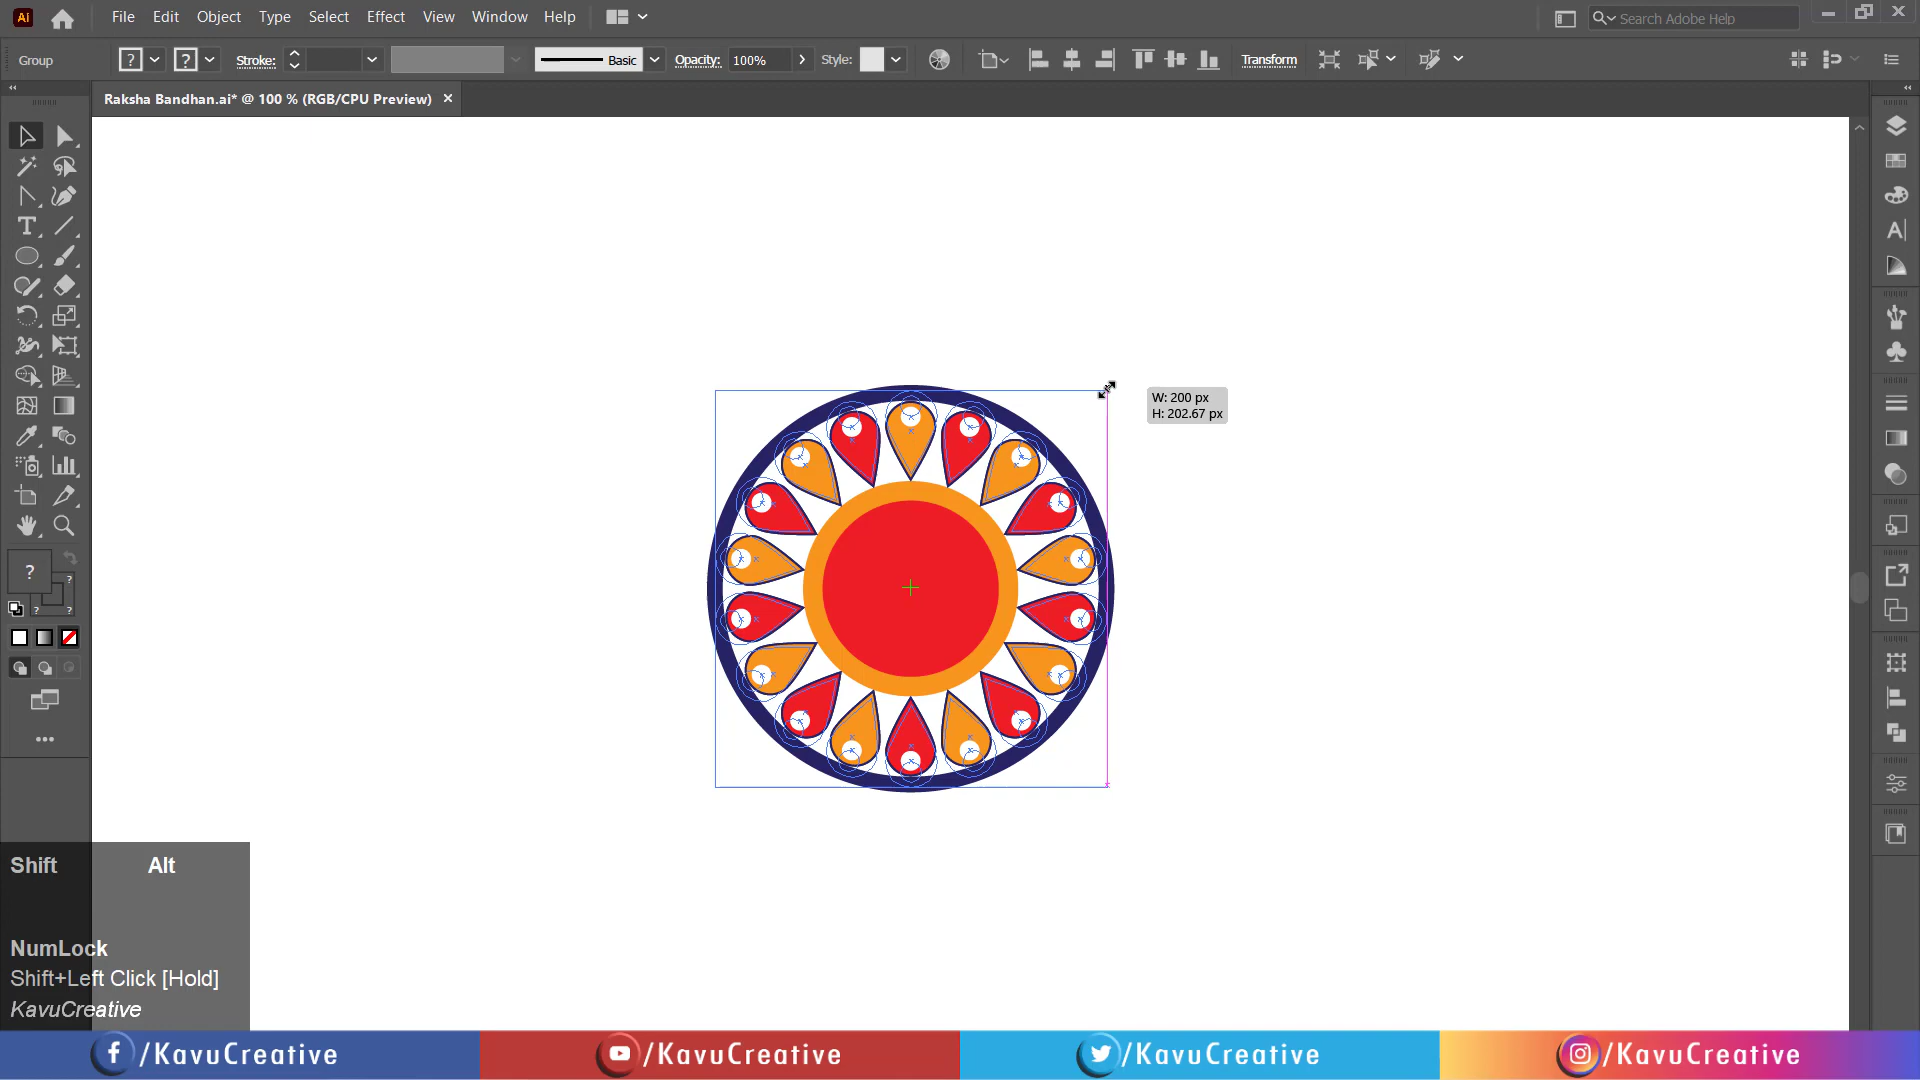 Ai File Edit Object Type Select Effect View Window Help Search Adobe Help
Group ? ? Stroke: Basic Opacity: 100% Style: Transform
Raksha Bandhan.ai* @ 100 % (RGB/CPU Preview) ×
W: 200 px
H: 202.67 px
?
?
? ?
Shift Alt
NumLock
Shift+Left Click [Hold]
KavuCreative
/KavuCreative /KavuCreative /KavuCreative /KavuCreative